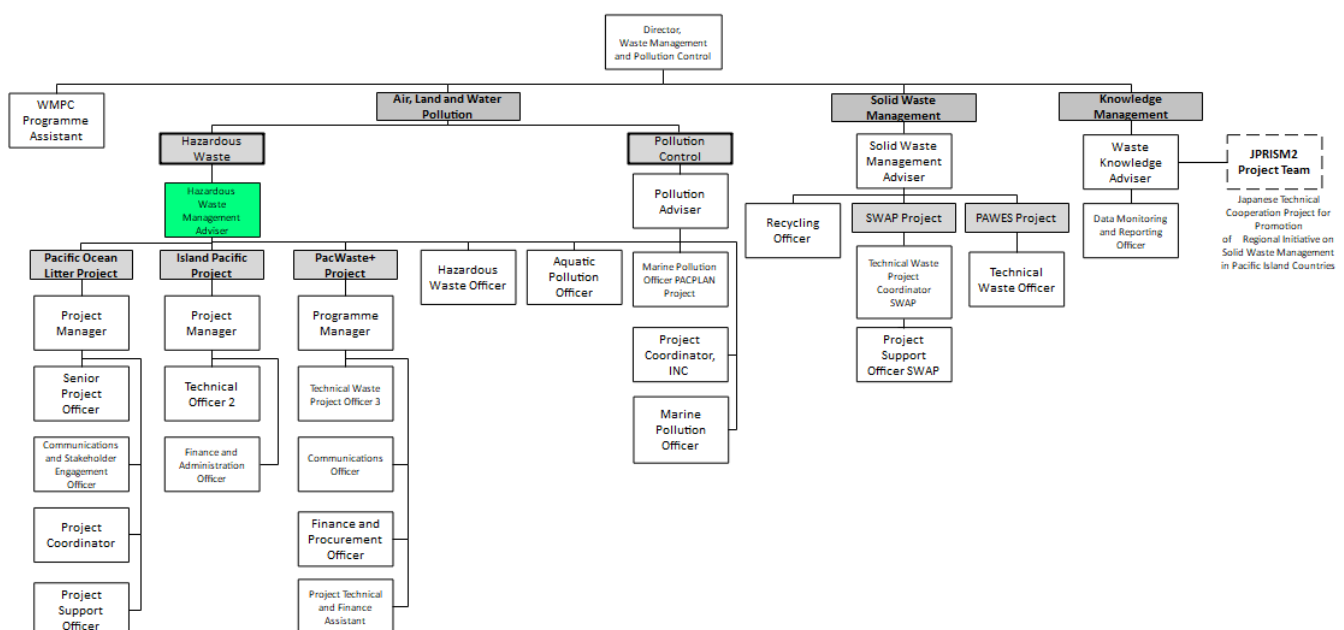 Director,
Waste Management
and Pollution Control
WMPC
Programme
Assistant
Air, Land and Water
Pollution
Solid Waste
Management
Knowledge
Management
Hazardous
Waste
Pollution
Control
Solid Waste
Management
Adviser
Waste
Knowledge
Adviser
JPRISM2
Project Team
Hazardous
Waste
Management
Adviser
Pollution
Adviser
Recycling
Officer
SWAP Project
PAWES Project
Data Monitoring
and Reporting
Officer
Japanese Technical
Cooperation Project for
Promotion
of Regional Initiative on
Solid Waste Management
in Pacific Island Countries
Pacific Ocean
Litter Project
Island Pacific
Project
PacWaste+
Project
Hazardous
Waste Officer
Aquatic
Pollution
Officer
Marine Pollution
Officer PACPLAN
Project
Technical Waste
Project
Coordinator
SWAP
Technical
Waste Officer
Project
Manager
Project
Manager
Programme
Manager
Project
Coordinator,
INC
Project
Support
Officer SWAP
Senior
Project
Officer
Technical
Officer 2
Technical Waste
Project Officer 3
Marine
Pollution
Officer
Communications
and Stakeholder
Engagement
Officer
Finance and
Administration
Officer
Communications
Officer
Project
Coordinator
Finance and
Procurement
Officer
Project
Support
Officer
Project Technical
and Finance
Assistant